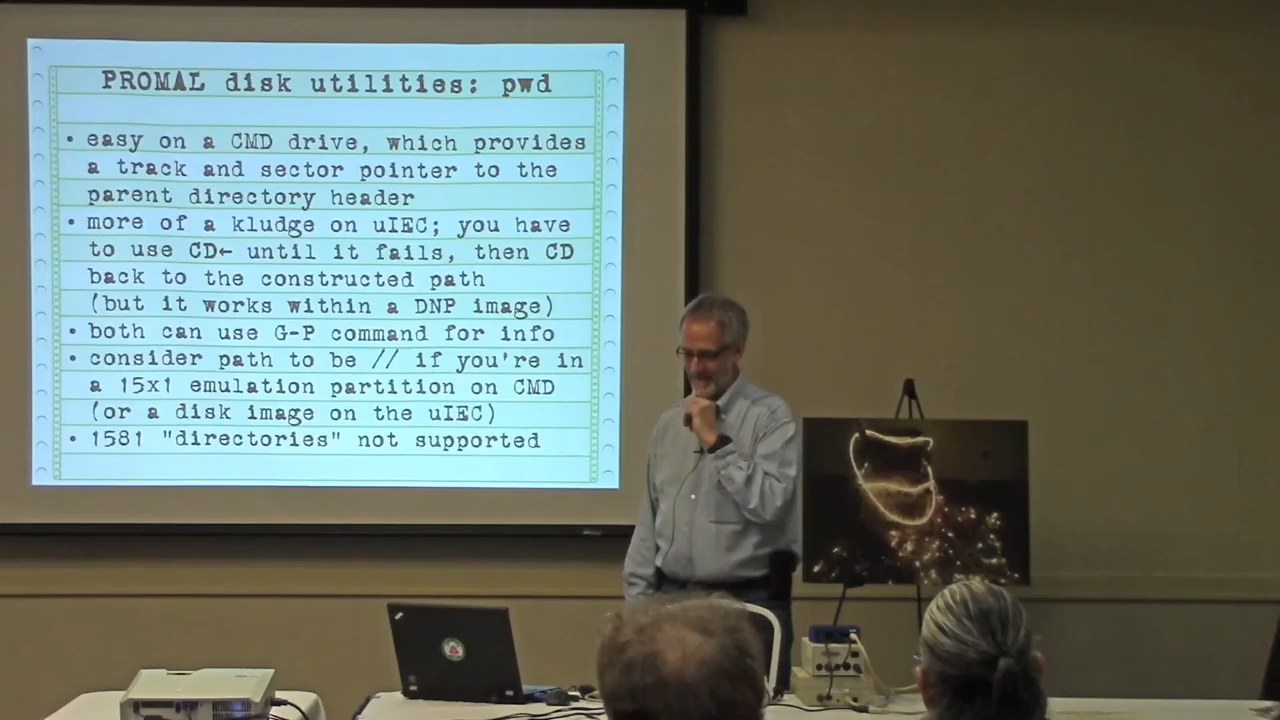 PROMAL disk utilities: pwd
• easy on a CMD drive, which provides
a track and sector pointer to the
parent directory header
• more of a kludge on uIEC; you have
to use CD← until it fails, then CD
back to the constructed path
(but it works within a DNP image)
• both can use G-P command for info
• consider path to be // if you're in
a 15x1 emulation partition on CMD
(or a disk image on the uIEC)
• 1581 "directories" not supported